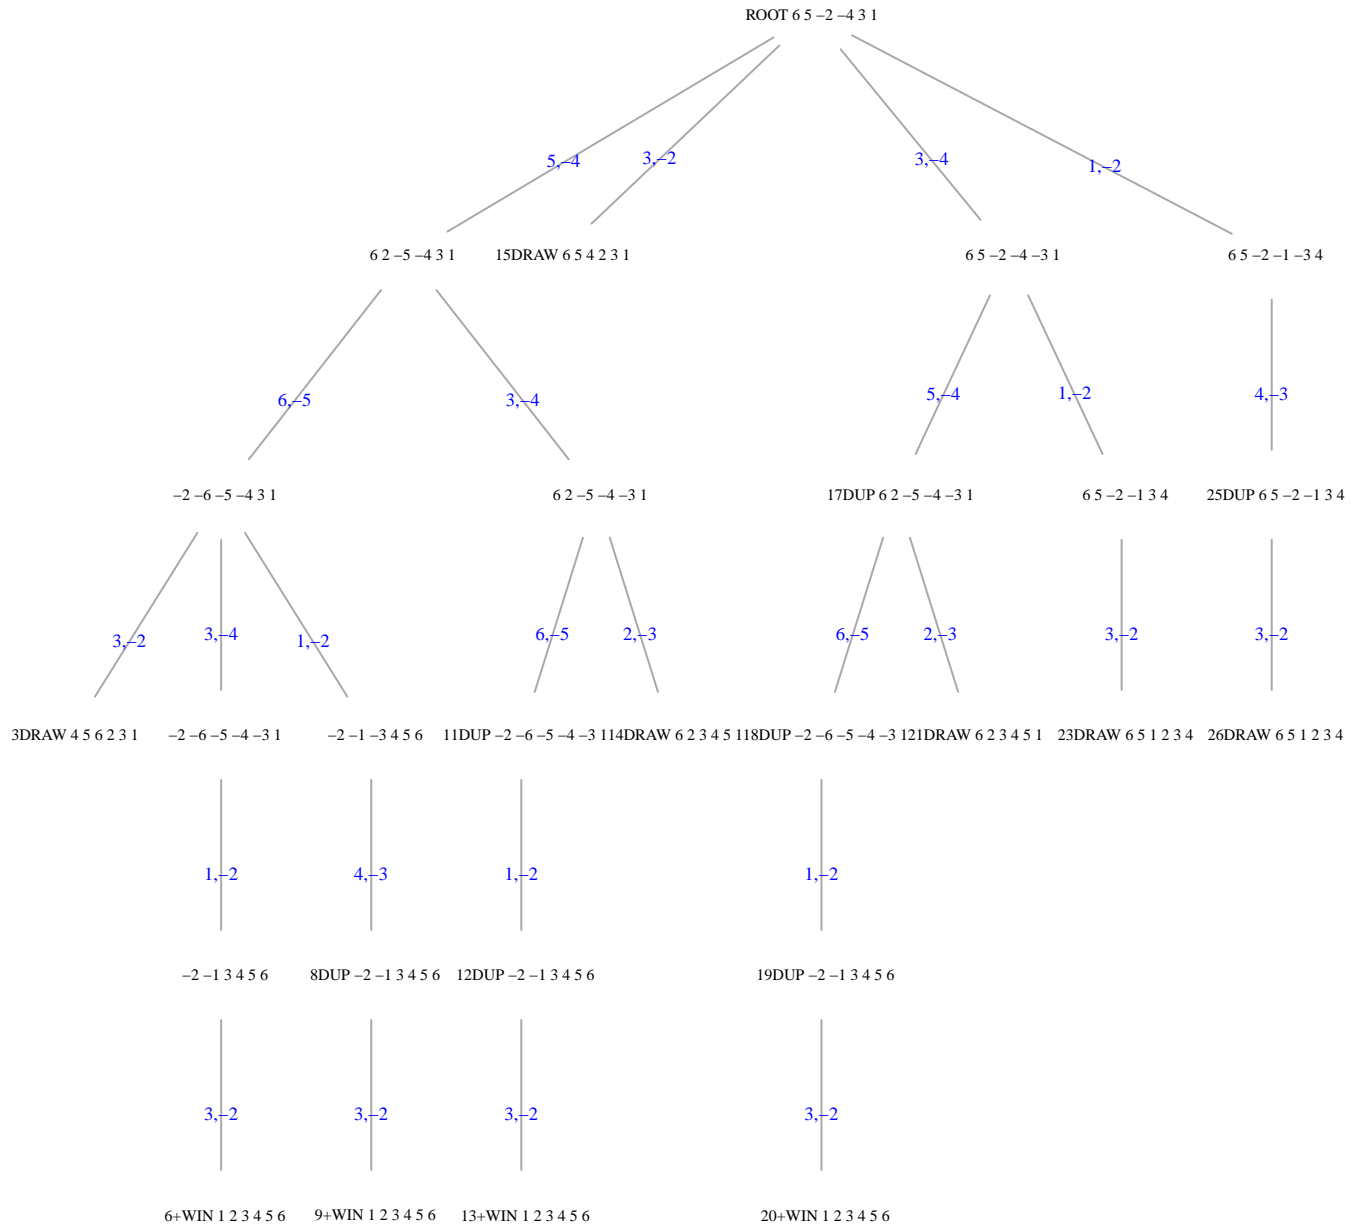 ROOT 6 5 −2 −4 3 1
5,−4 3,−2 3,−4 1,−2
6 2 −5 −4 3 1 15DRAW 6 5 4 2 3 1 6 5 −2 −4 −3 1 6 5 −2 −1 −3 4
6,−5 3,−4 5,−4 1,−2 4,−3
−2 −6 −5 −4 3 1 6 2 −5 −4 −3 1 17DUP 6 2 −5 −4 −3 1 6 5 −2 −1 3 4 25DUP 6 5 −2 −1 3 4
3,−2 3,−4 1,−2 6,−5 2,−3 6,−5 2,−3 3,−2 3,−2
3DRAW 4 5 6 2 3 1 −2 −6 −5 −4 −3 1 −2 −1 −3 4 5 6 11DUP −2 −6 −5 −4 −3 114DRAW 6 2 3 4 5 118DUP −2 −6 −5 −4 −3 121DRAW 6 2 3 4 5 1 23DRAW 6 5 1 2 3 4 26DRAW 6 5 1 2 3 4
1,−2 4,−3 1,−2 1,−2
−2 −1 3 4 5 6 8DUP −2 −1 3 4 5 6 12DUP −2 −1 3 4 5 6 19DUP −2 −1 3 4 5 6
3,−2 3,−2 3,−2 3,−2
6+WIN 1 2 3 4 5 6 9+WIN 1 2 3 4 5 6 13+WIN 1 2 3 4 5 6 20+WIN 1 2 3 4 5 6